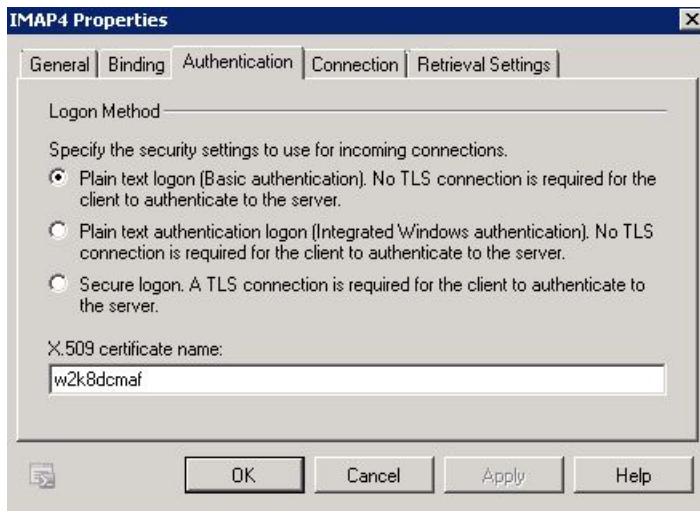 IMAP4 Properties
General Binding Authentication Connection Retrieval Settings
Logon Method
Specify the security settings to use for incoming connections.
Plain text logon (Basic authentication). No TLS connection is required for the
client to authenticate to the server.
Plain text authentication logon (Integrated Windows authentication). No TLS
connection is required for the client to authenticate to the server.
Secure logon. A TLS connection is required for the client to authenticate to
the server.
X.509 certificate name:
w2k8dcmaf
OK Cancel Apply Help